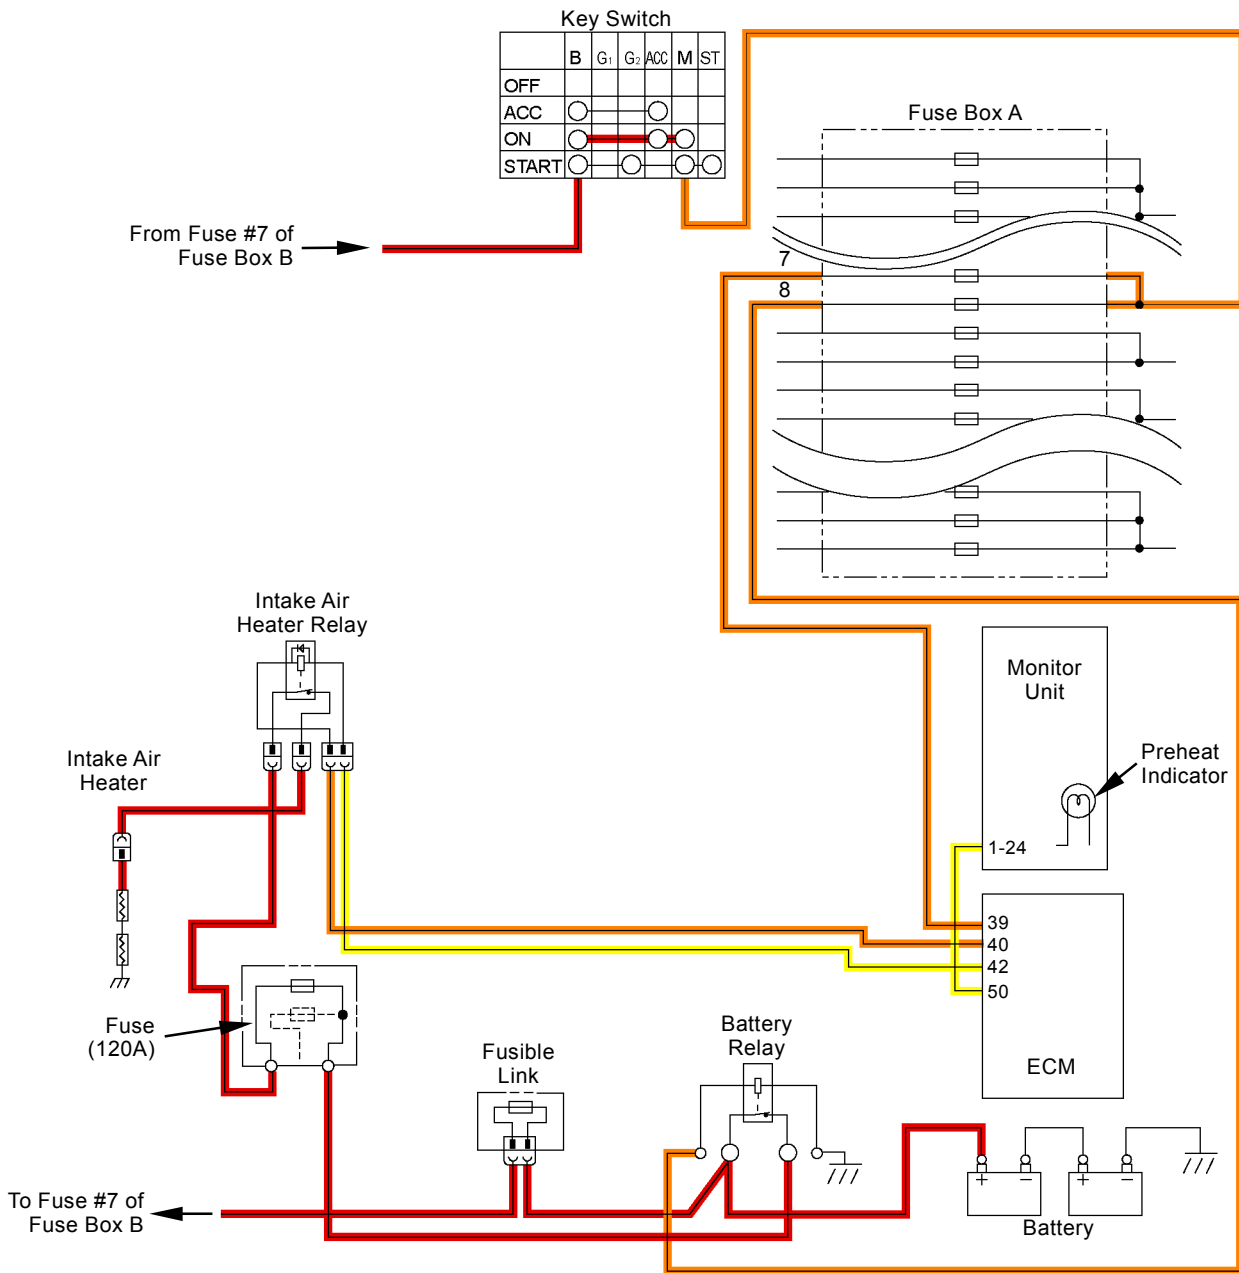 Key Switch
B G1 G2 ACC M ST
OFF
ACC
ON
START
Fuse Box A
From Fuse #7 of
Fuse Box B
7
8
Intake Air
Heater Relay
Monitor
Unit
Intake Air
Heater
Preheat
Indicator
1-24
39
40
42
50
Fuse
(120A)
Battery
Relay
Fusible
Link
ECM
+ − + −
To Fuse #7 of
Fuse Box B
Battery